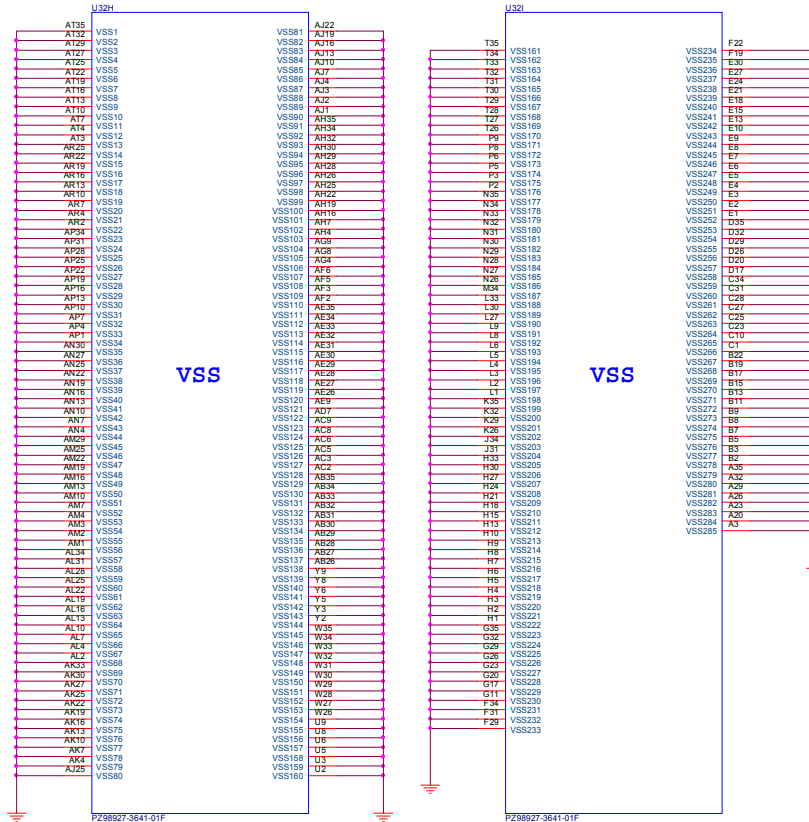 U32H
AT35 VSS1
AT32 VSS2
AT29 VSS3
AT27 VSS4
AT25 VSS5
AT22 VSS6
AT19 VSS7
AT16 VSS8
AT13 VSS9
AT10 VSS10
AT7 VSS11
AT4 VSS12
AT3 VSS13
AR25 VSS14
AR22 VSS15
AR19 VSS16
AR16 VSS17
AR13 VSS18
AR10 VSS19
AR7 VSS20
AR4 VSS21
AR2 VSS22
AP34 VSS23
AP31 VSS24
AP28 VSS25
AP25 VSS26
AP22 VSS27
AP19 VSS28
AP16 VSS29
AP13 VSS30
AP10 VSS31
AP7 VSS32
AP4 VSS33
AP1 VSS34
AN30 VSS35
AN27 VSS36
AN25 VSS37
AN22 VSS38
AN19 VSS39
AN16 VSS40
AN13 VSS41
AN10 VSS42
AN7 VSS43
AN4 VSS44
AM29 VSS45
AM25 VSS46
AM22 VSS47
AM19 VSS48
AM16 VSS49
AM13 VSS50
AM10 VSS51
AM7 VSS52
AM4 VSS53
AM3 VSS54
AM2 VSS55
AM1 VSS56
AL34 VSS57
AL31 VSS58
AL28 VSS59
AL25 VSS60
AL22 VSS61
AL19 VSS62
AL16 VSS63
AL13 VSS64
AL10 VSS65
AL7 VSS66
AL4 VSS67
AL2 VSS68
AK33 VSS69
AK30 VSS70
AK27 VSS71
AK25 VSS72
AK22 VSS73
AK19 VSS74
AK16 VSS75
AK13 VSS76
AK10 VSS77
AK7 VSS78
AK4 VSS79
AJ25 VSS80
VSS
VSS81 AJ22
VSS82 AJ19
VSS83 AJ16
VSS84 AJ13
VSS85 AJ10
VSS86 AJ7
VSS87 AJ4
VSS88 AJ3
VSS89 AJ2
VSS90 AJ1
VSS91 AH35
VSS92 AH34
VSS93 AH32
VSS94 AH30
VSS95 AH29
VSS96 AH28
VSS97 AH26
VSS98 AH25
VSS99 AH22
VSS100 AH19
VSS101 AH16
VSS102 AH7
VSS103 AH4
VSS104 AG9
VSS105 AG8
VSS106 AG4
VSS107 AF6
VSS108 AF5
VSS109 AF3
VSS110 AF2
VSS111 AE35
VSS112 AE34
VSS113 AE33
VSS114 AE32
VSS115 AE31
VSS116 AE30
VSS117 AE29
VSS118 AE28
VSS119 AE27
VSS120 AE26
VSS121 AE9
VSS122 AD7
VSS123 AC9
VSS124 AC8
VSS125 AC6
VSS126 AC5
VSS127 AC3
VSS128 AC2
VSS129 AB35
VSS130 AB34
VSS131 AB33
VSS132 AB32
VSS133 AB31
VSS134 AB30
VSS135 AB29
VSS136 AB28
VSS137 AB27
VSS138 AB26
VSS139 Y9
VSS140 Y8
VSS141 Y6
VSS142 Y5
VSS143 Y3
VSS144 Y2
VSS145 W35
VSS146 W34
VSS147 W33
VSS148 W32
VSS149 W31
VSS150 W30
VSS151 W29
VSS152 W28
VSS153 W27
VSS154 W26
VSS155 U9
VSS156 U8
VSS157 U6
VSS158 U5
VSS159 U3
VSS160 U2
PZ98927-3641-01F
U32I
T35 VSS161
T34 VSS162
T33 VSS163
T32 VSS164
T31 VSS165
T30 VSS166
T29 VSS167
T28 VSS168
T27 VSS169
T26 VSS170
P9 VSS171
P8 VSS172
P6 VSS173
P5 VSS174
P3 VSS175
P2 VSS176
N35 VSS177
N34 VSS178
N33 VSS179
N32 VSS180
N31 VSS181
N30 VSS182
N29 VSS183
N28 VSS184
N27 VSS185
N26 VSS186
M34 VSS187
L33 VSS188
L30 VSS189
L27 VSS190
L9 VSS191
L8 VSS192
L6 VSS193
L5 VSS194
L4 VSS195
L3 VSS196
L2 VSS197
L1 VSS198
K35 VSS199
K32 VSS200
K29 VSS201
K26 VSS202
J34 VSS203
J31 VSS204
H33 VSS205
H30 VSS206
H27 VSS207
H24 VSS208
H21 VSS209
H18 VSS210
H15 VSS211
H13 VSS212
H10 VSS213
H9 VSS214
H8 VSS215
H7 VSS216
H6 VSS217
H5 VSS218
H4 VSS219
H3 VSS220
H2 VSS221
H1 VSS222
G35 VSS223
G32 VSS224
G29 VSS225
G26 VSS226
G23 VSS227
G20 VSS228
G17 VSS229
G11 VSS230
F34 VSS231
F31 VSS232
F29 VSS233
VSS
VSS234 F22
VSS235 F19
VSS236 E30
VSS237 E27
VSS238 E24
VSS239 E21
VSS240 E18
VSS241 E15
VSS242 E13
VSS243 E10
VSS244 E9
VSS245 E8
VSS246 E7
VSS247 E6
VSS248 E5
VSS249 E4
VSS250 E3
VSS251 E2
VSS252 E1
VSS253 D35
VSS254 D32
VSS255 D29
VSS256 D26
VSS257 D20
VSS258 D17
VSS259 C34
VSS260 C31
VSS261 C28
VSS262 C27
VSS263 C25
VSS264 C23
VSS265 C10
VSS266 C1
VSS267 B22
VSS268 B19
VSS269 B17
VSS270 B15
VSS271 B13
VSS272 B11
VSS273 B9
VSS274 B8
VSS275 B7
VSS276 B5
VSS277 B3
VSS278 B2
VSS279 A35
VSS280 A32
VSS281 A29
VSS282 A26
VSS283 A23
VSS284 A20
VSS285 A3
PZ98927-3641-01F